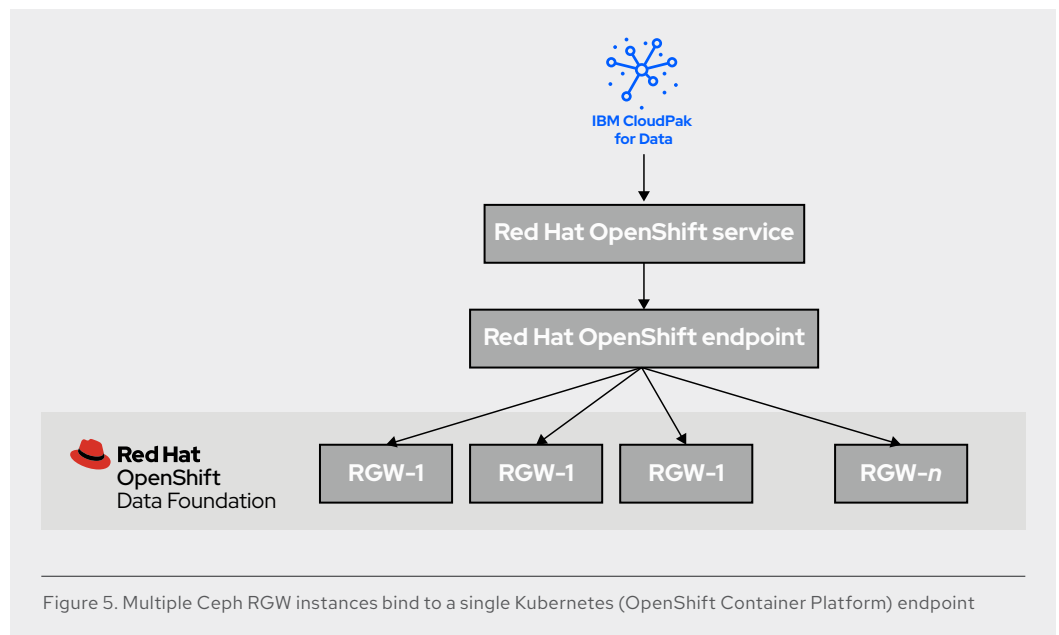 IBM CloudPak
for Data
Red Hat OpenShift service
Red Hat OpenShift endpoint
Red Hat
OpenShift
Data Foundation
RGW-1
RGW-1
RGW-1
RGW-n
Figure 5. Multiple Ceph RGW instances bind to a single Kubernetes (OpenShift Container Platform) endpoint